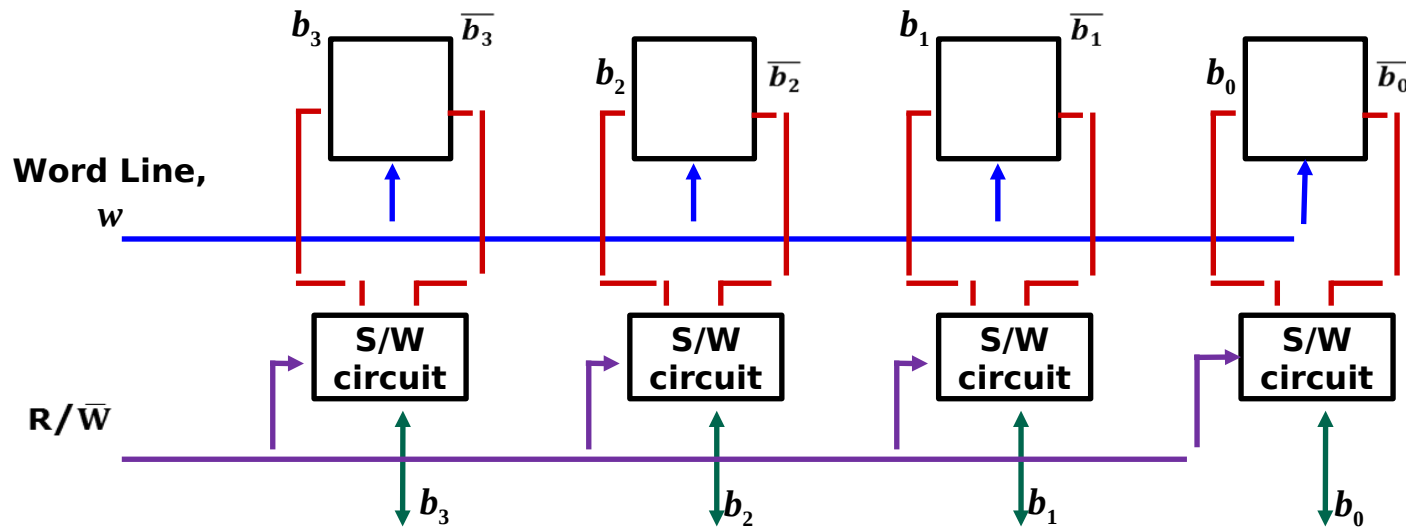 b₃ b̅₃̅ b₂ b̅₂̅ b₁ b̅₁̅ b₀ b̅₀̅
Word Line,
w
S/W circuit
S/W circuit
S/W circuit
S/W circuit
R/W̅
b₃ b₂ b₁ b₀